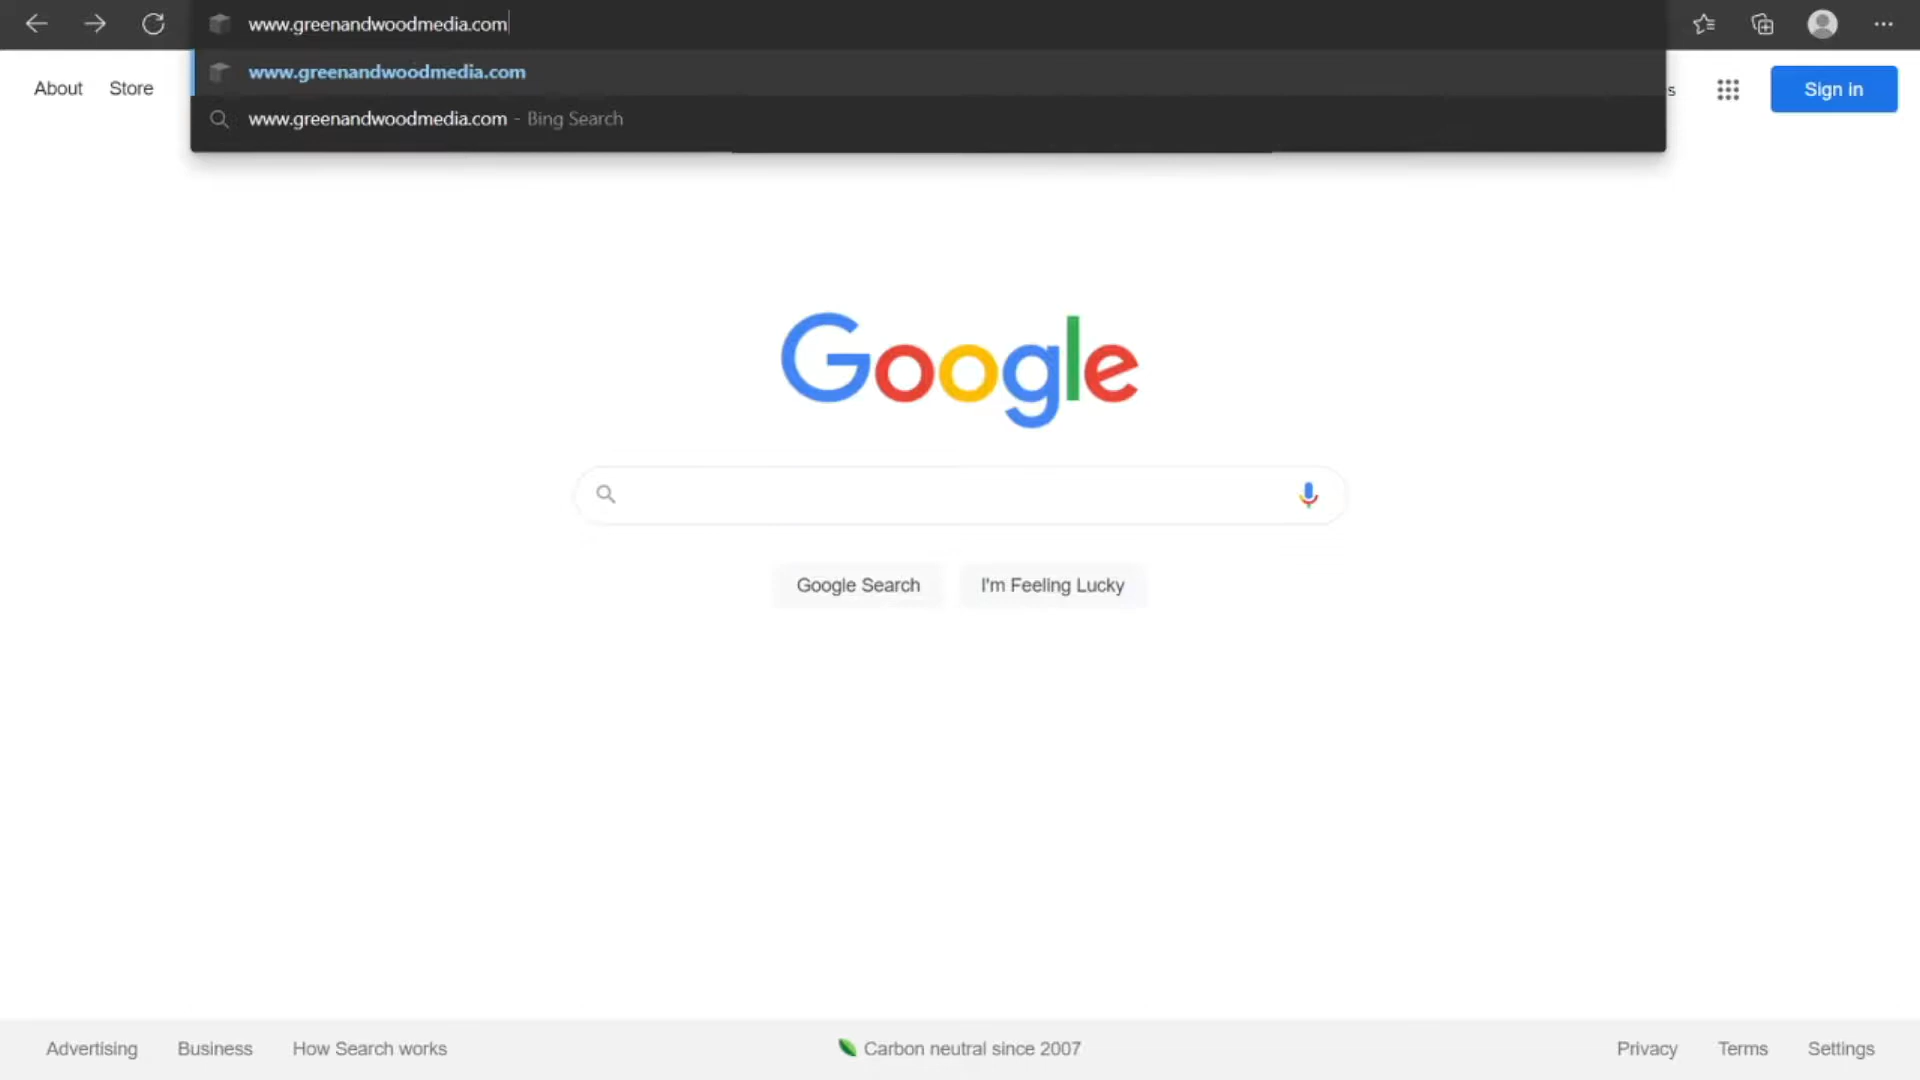 www.greenandwoodmedia.com
www.greenandwoodmedia.com
www.greenandwoodmedia.com - Bing Search
About Store
s
Sign in
Google
Google Search I'm Feeling Lucky
Advertising Business How Search works
Carbon neutral since 2007
Privacy Terms Settings